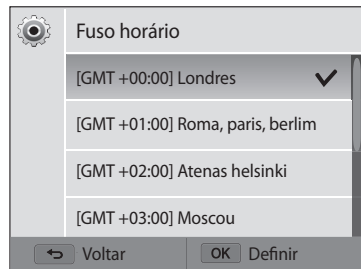 Fuso horário
[GMT +00:00] Londres
[GMT +01:00] Roma, paris, berlim
[GMT +02:00] Atenas helsinki
[GMT +03:00] Moscou
Voltar OK Definir